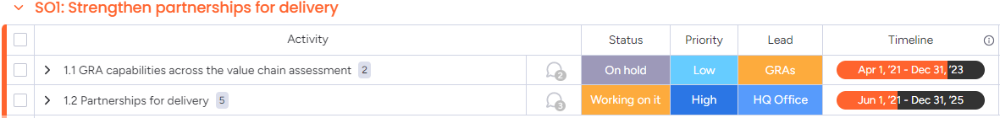 SO1: Strengthen partnerships for delivery
Activity Status Priority Lead Timeline
1.1 GRA capabilities across the value chain assessment 2 2 On hold Low GRAs Apr 1, '21 - Dec 31, '23
1.2 Partnerships for delivery 5 3 Working on it High HQ Office Jun 1, '21 - Dec 31, '25